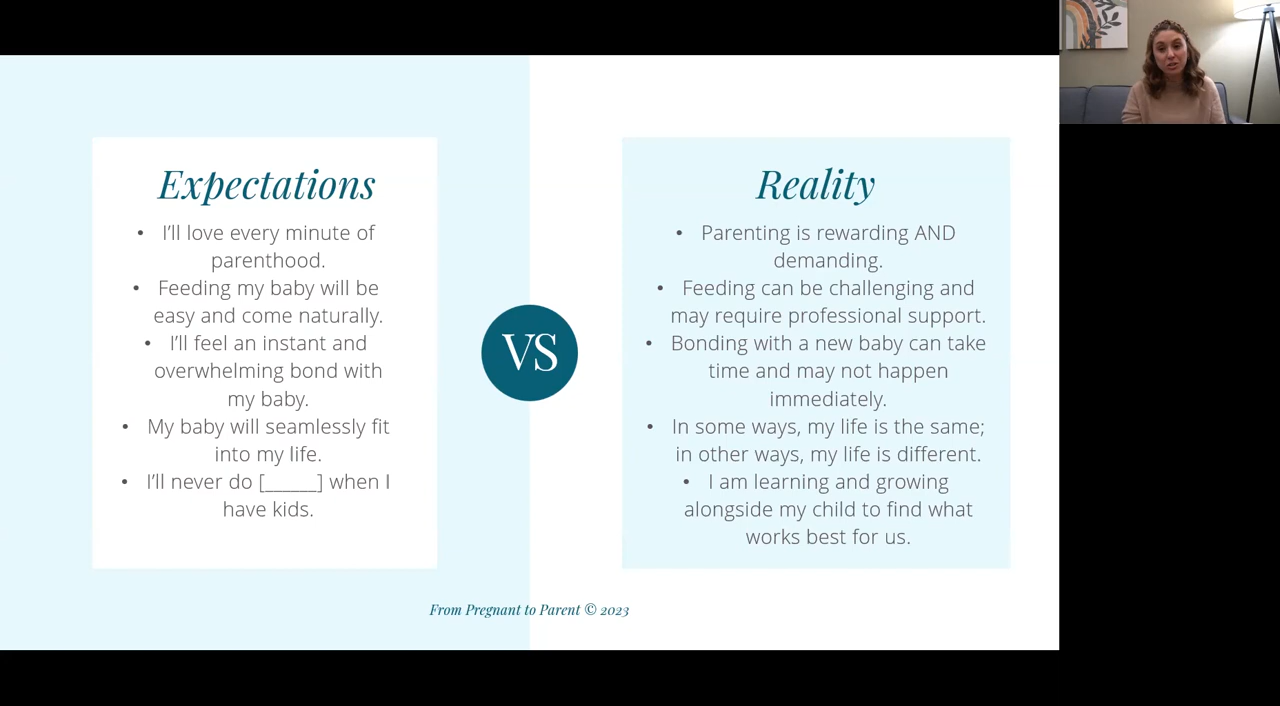 Expectations
• I’ll love every minute of
parenthood.
• Feeding my baby will be
easy and come naturally.
• I’ll feel an instant and
overwhelming bond with
my baby.
• My baby will seamlessly fit
into my life.
• I’ll never do [______] when I
have kids.
VS
Reality
• Parenting is rewarding AND
demanding.
• Feeding can be challenging and
may require professional support.
• Bonding with a new baby can take
time and may not happen
immediately.
• In some ways, my life is the same;
in other ways, my life is different.
• I am learning and growing
alongside my child to find what
works best for us.
From Pregnant to Parent © 2023